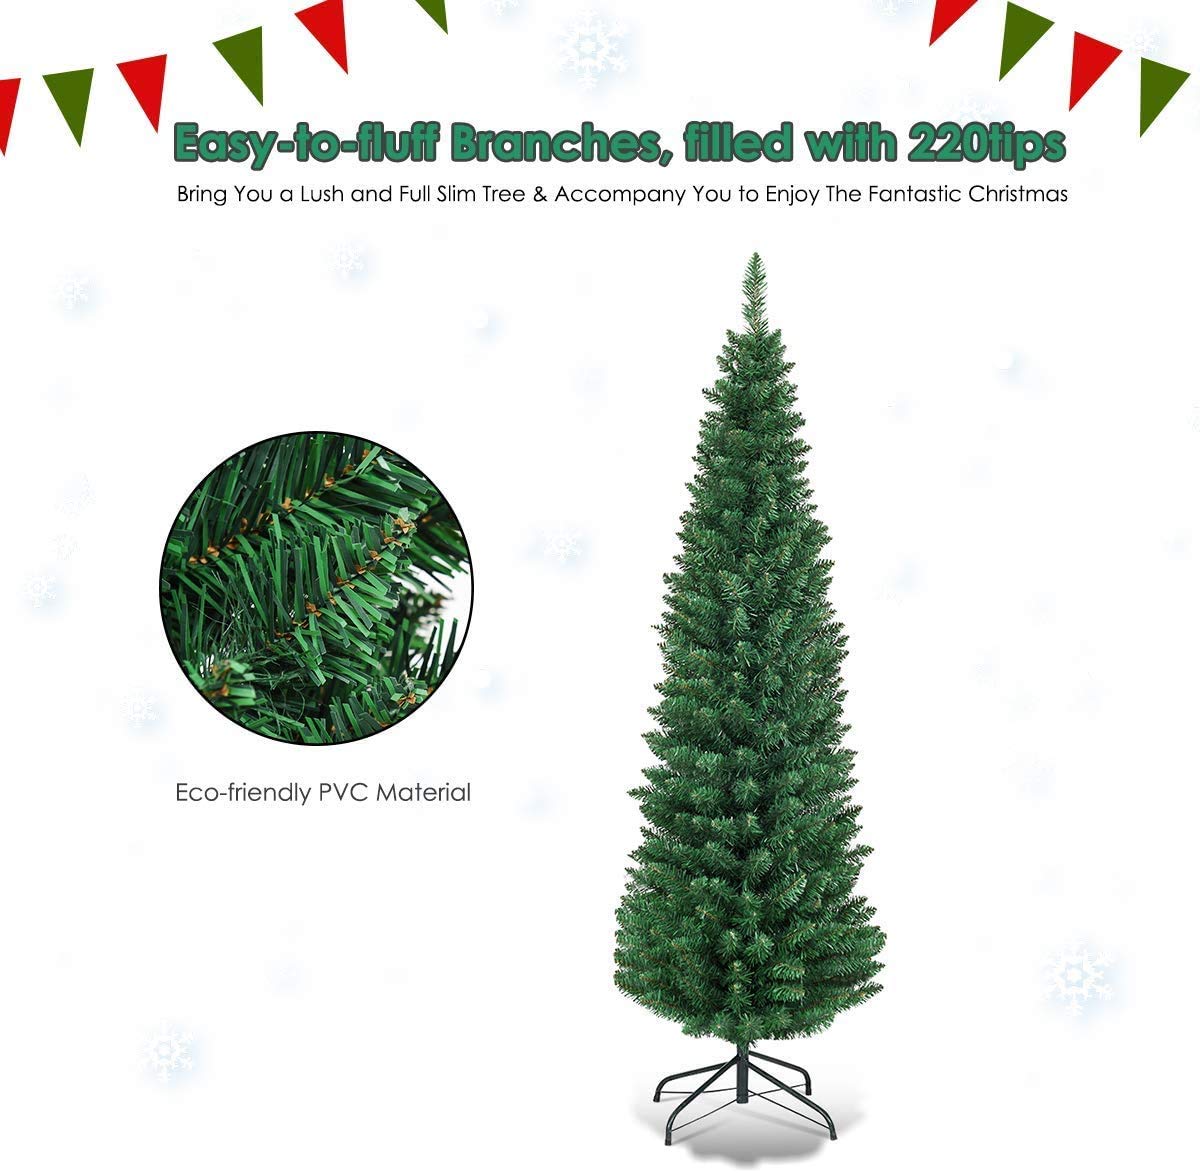 Easy-to-fluff Branches, filled with 220tips
Bring You a Lush and Full Slim Tree & Accompany You to Enjoy The Fantastic Christmas
Eco-friendly PVC Material